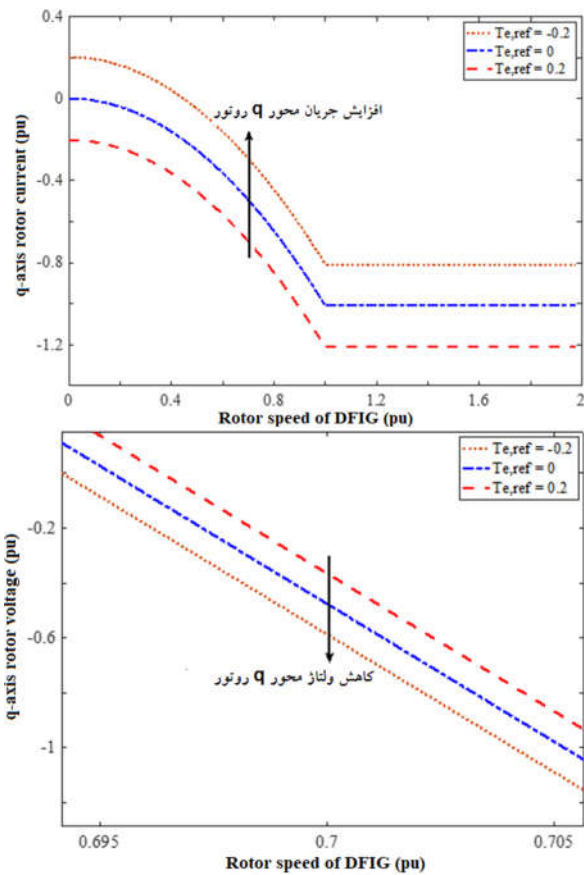 Te,ref = -0.2
Te,ref = 0
Te,ref = 0.2
افزایش جریان محور q روتور
q-axis rotor current (pu)
0
-0.4
-0.8
-1.2
0
0.4
0.8
1.2
1.6
2
Rotor speed of DFIG (pu)
Te,ref = -0.2
Te,ref = 0
Te,ref = 0.2
q-axis rotor voltage (pu)
-0.2
-0.6
-1
کاهش ولتاژ محور q روتور
0.695
0.7
0.705
Rotor speed of DFIG (pu)